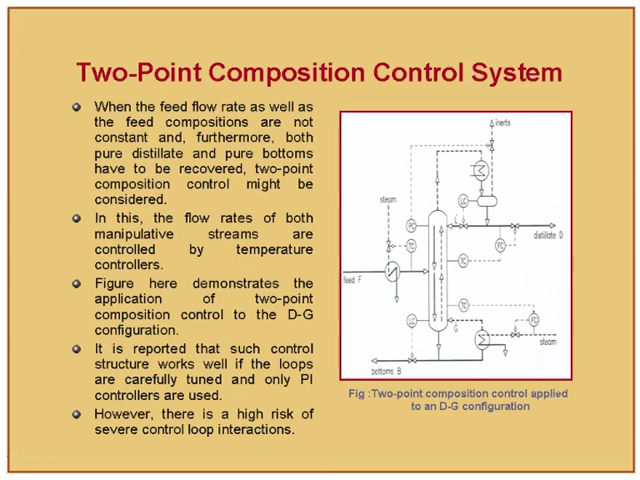 Two-Point Composition Control System
When the feed flow rate as well as
the feed compositions are not
constant and, furthermore, both
pure distillate and pure bottoms
have to be recovered, two-point
composition control might be
considered.
In this, the flow rates of both
manipulative streams are
controlled by temperature
controllers.
Figure here demonstrates the
application of two-point
composition control to the D-G
configuration.
It is reported that such control
structure works well if the loops
are carefully tuned and only PI
controllers are used.
However, there is a high risk of
severe control loop interactions.
inerts
steam
LC
PC
L
distillate D
TC
FC
TC
feed F
TC
LC
G
FC
steam
bottoms B
Fig :Two-point composition control applied
to an D-G configuration